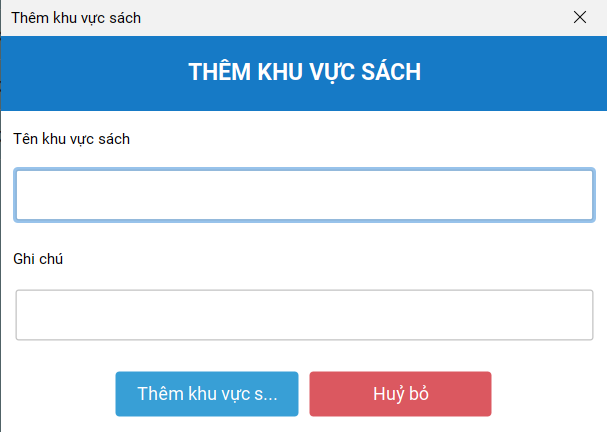 Thêm khu vực sách
THÊM KHU VỰC SÁCH
Tên khu vực sách
Ghi chú
Thêm khu vực s...
Huỷ bỏ